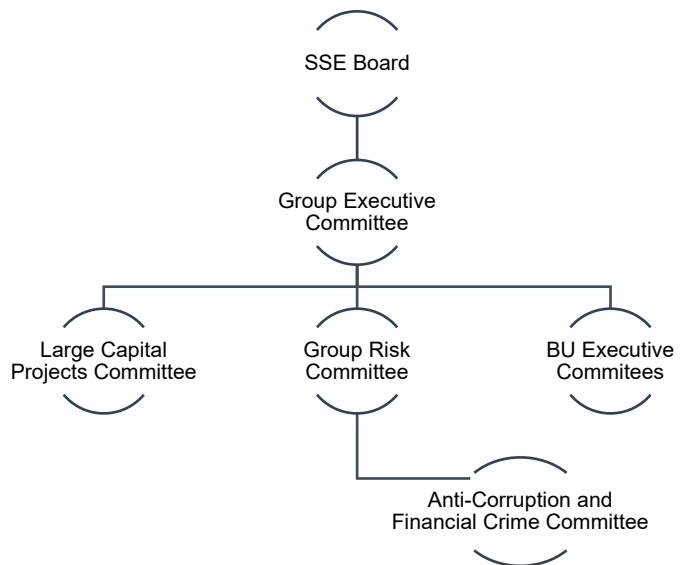 SSE Board
Group Executive
Committee
Large Capital
Projects Committee
Group Risk
Committee
BU Executive
Commitees
Anti-Corruption and
Financial Crime Committee